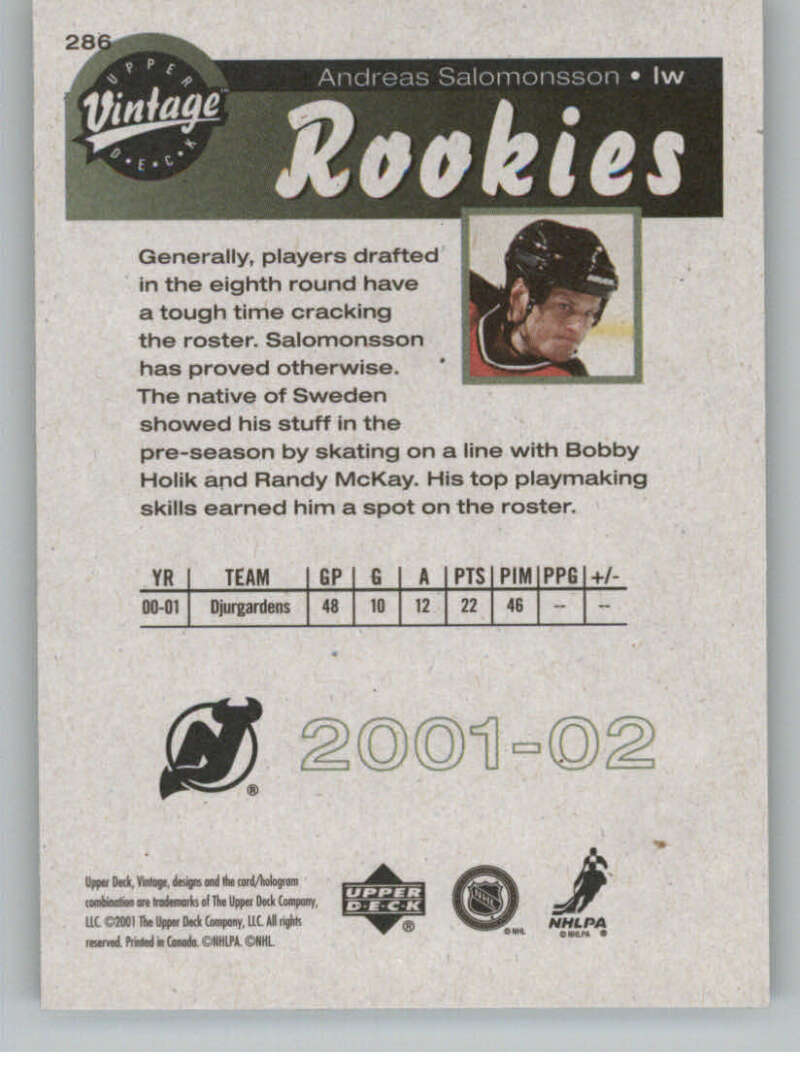 286
UPPER
Vintage™
D•E•C•K
Andreas Salomonsson • lw
Rookies
Generally, players drafted
in the eighth round have
a tough time cracking
the roster. Salomonsson
has proved otherwise.
The native of Sweden
showed his stuff in the
pre-season by skating on a line with Bobby
Holik and Randy McKay. His top playmaking
skills earned him a spot on the roster.
YR TEAM GP G A PTS PIM PPG +/-
00-01 Djurgardens 48 10 12 22 46 -- --
2001-02
®
Upper Deck, Vintage, designs and the card/hologram
combination are trademarks of The Upper Deck Company,
LLC. ©2001 The Upper Deck Company, LLC. All rights
reserved. Printed in Canada. ©NHLPA. ©NHL.
UPPER
D•E•C•K
®
NHL
© NHL
NHLPA
© NHLPA ®